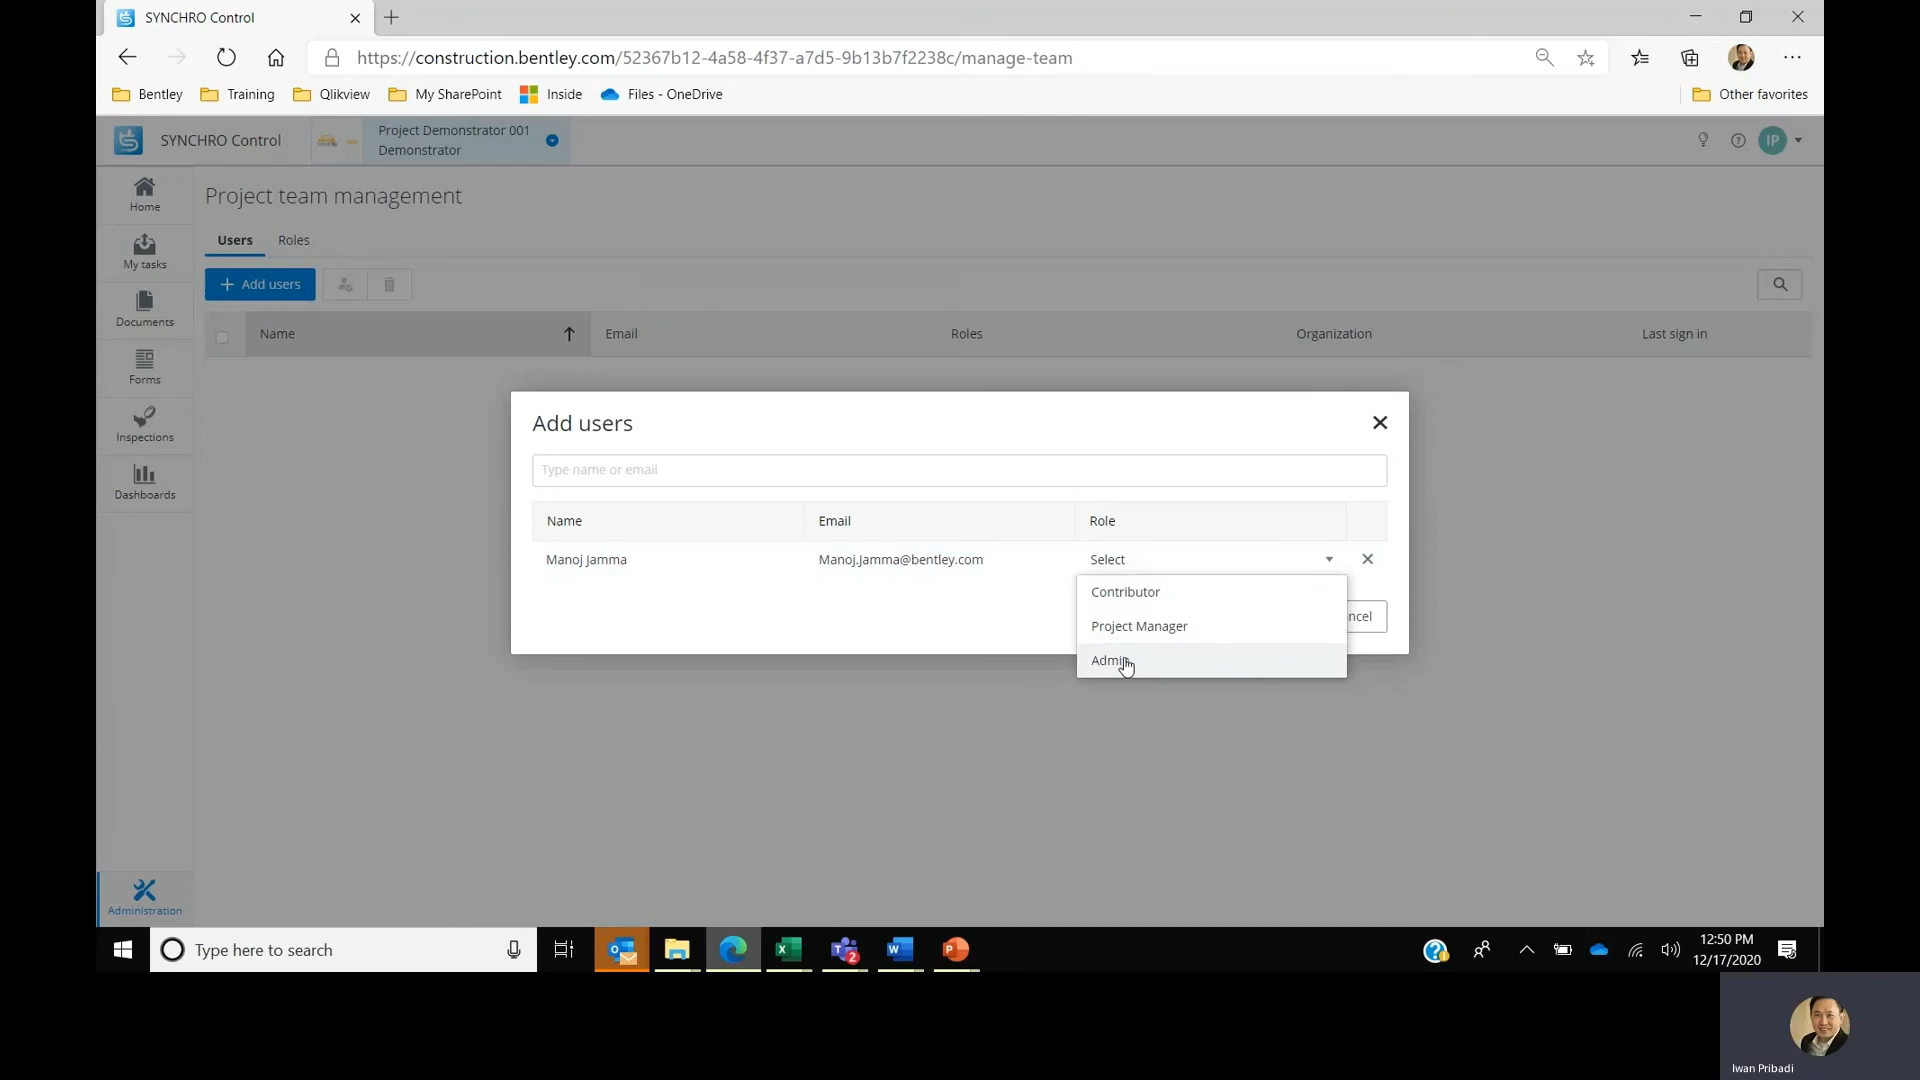 SYNCHRO Control
https://construction.bentley.com/52367b12-4a58-4f37-a7d5-9b13b7f2238c/manage-team
Bentley Training Qlikview My SharePoint Inside Files - OneDrive Other favorites
SYNCHRO Control
Project Demonstrator 001
Demonstrator
IP
Home
My tasks
Documents
Forms
Inspections
Dashboards
Administration
Project team management
Users Roles
+ Add users
Name Email Roles Organization Last sign in
Add users
Type name or email
Name Email Role
Manoj Jamma Manoj.Jamma@bentley.com Select
Contributor
Project Manager
Admin
ncel
Type here to search
2
12:50 PM
12/17/2020
Iwan Pribadi